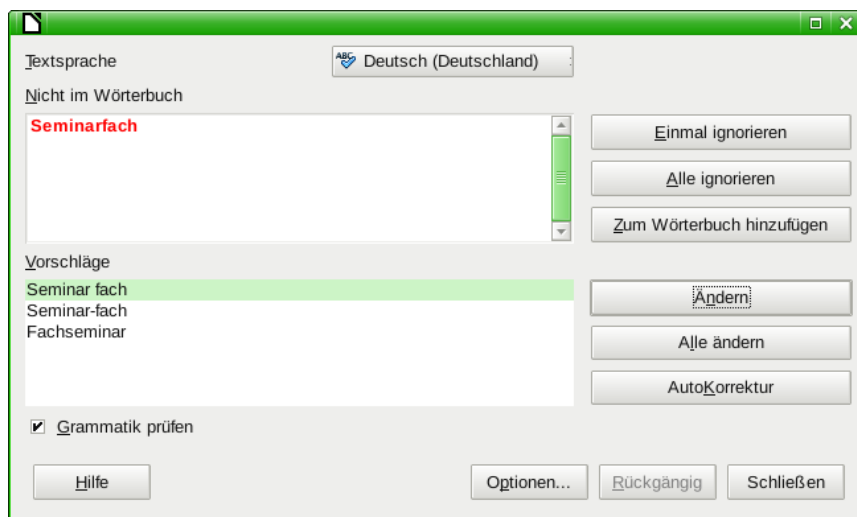 Textsprache
ABC Deutsch (Deutschland)
Nicht im Wörterbuch
Seminarfach
Einmal ignorieren
Alle ignorieren
Zum Wörterbuch hinzufügen
Vorschläge
Seminar fach
Seminar-fach
Fachseminar
Ändern
Alle ändern
AutoKorrektur
Grammatik prüfen
Hilfe
Optionen...
Rückgängig
Schließen